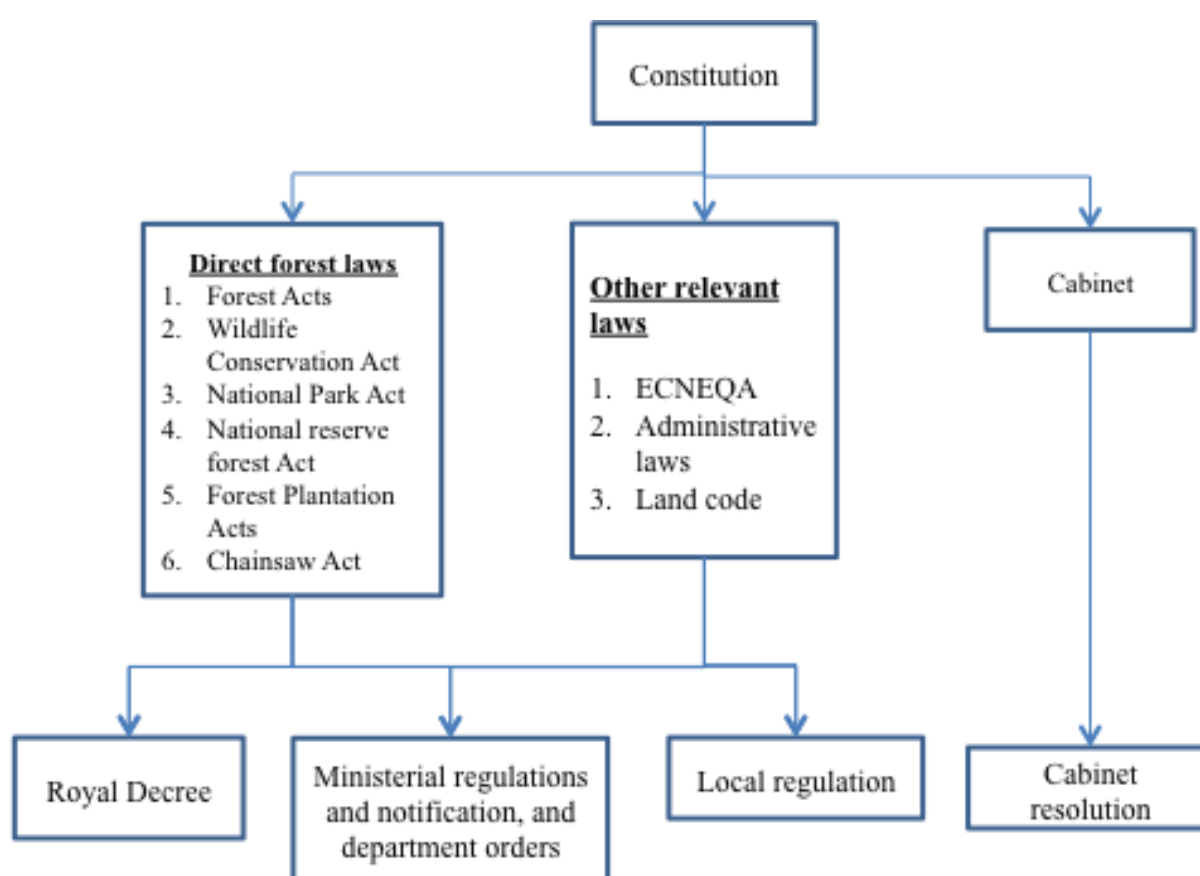 Constitution
Direct forest laws
1. Forest Acts
2. Wildlife
Conservation Act
3. National Park Act
4. National reserve
forest Act
5. Forest Plantation
Acts
6. Chainsaw Act
Other relevant
laws
1. ECNEQA
2. Administrative
laws
3. Land code
Cabinet
Royal Decree
Ministerial regulations
and notification, and
department orders
Local regulation
Cabinet
resolution